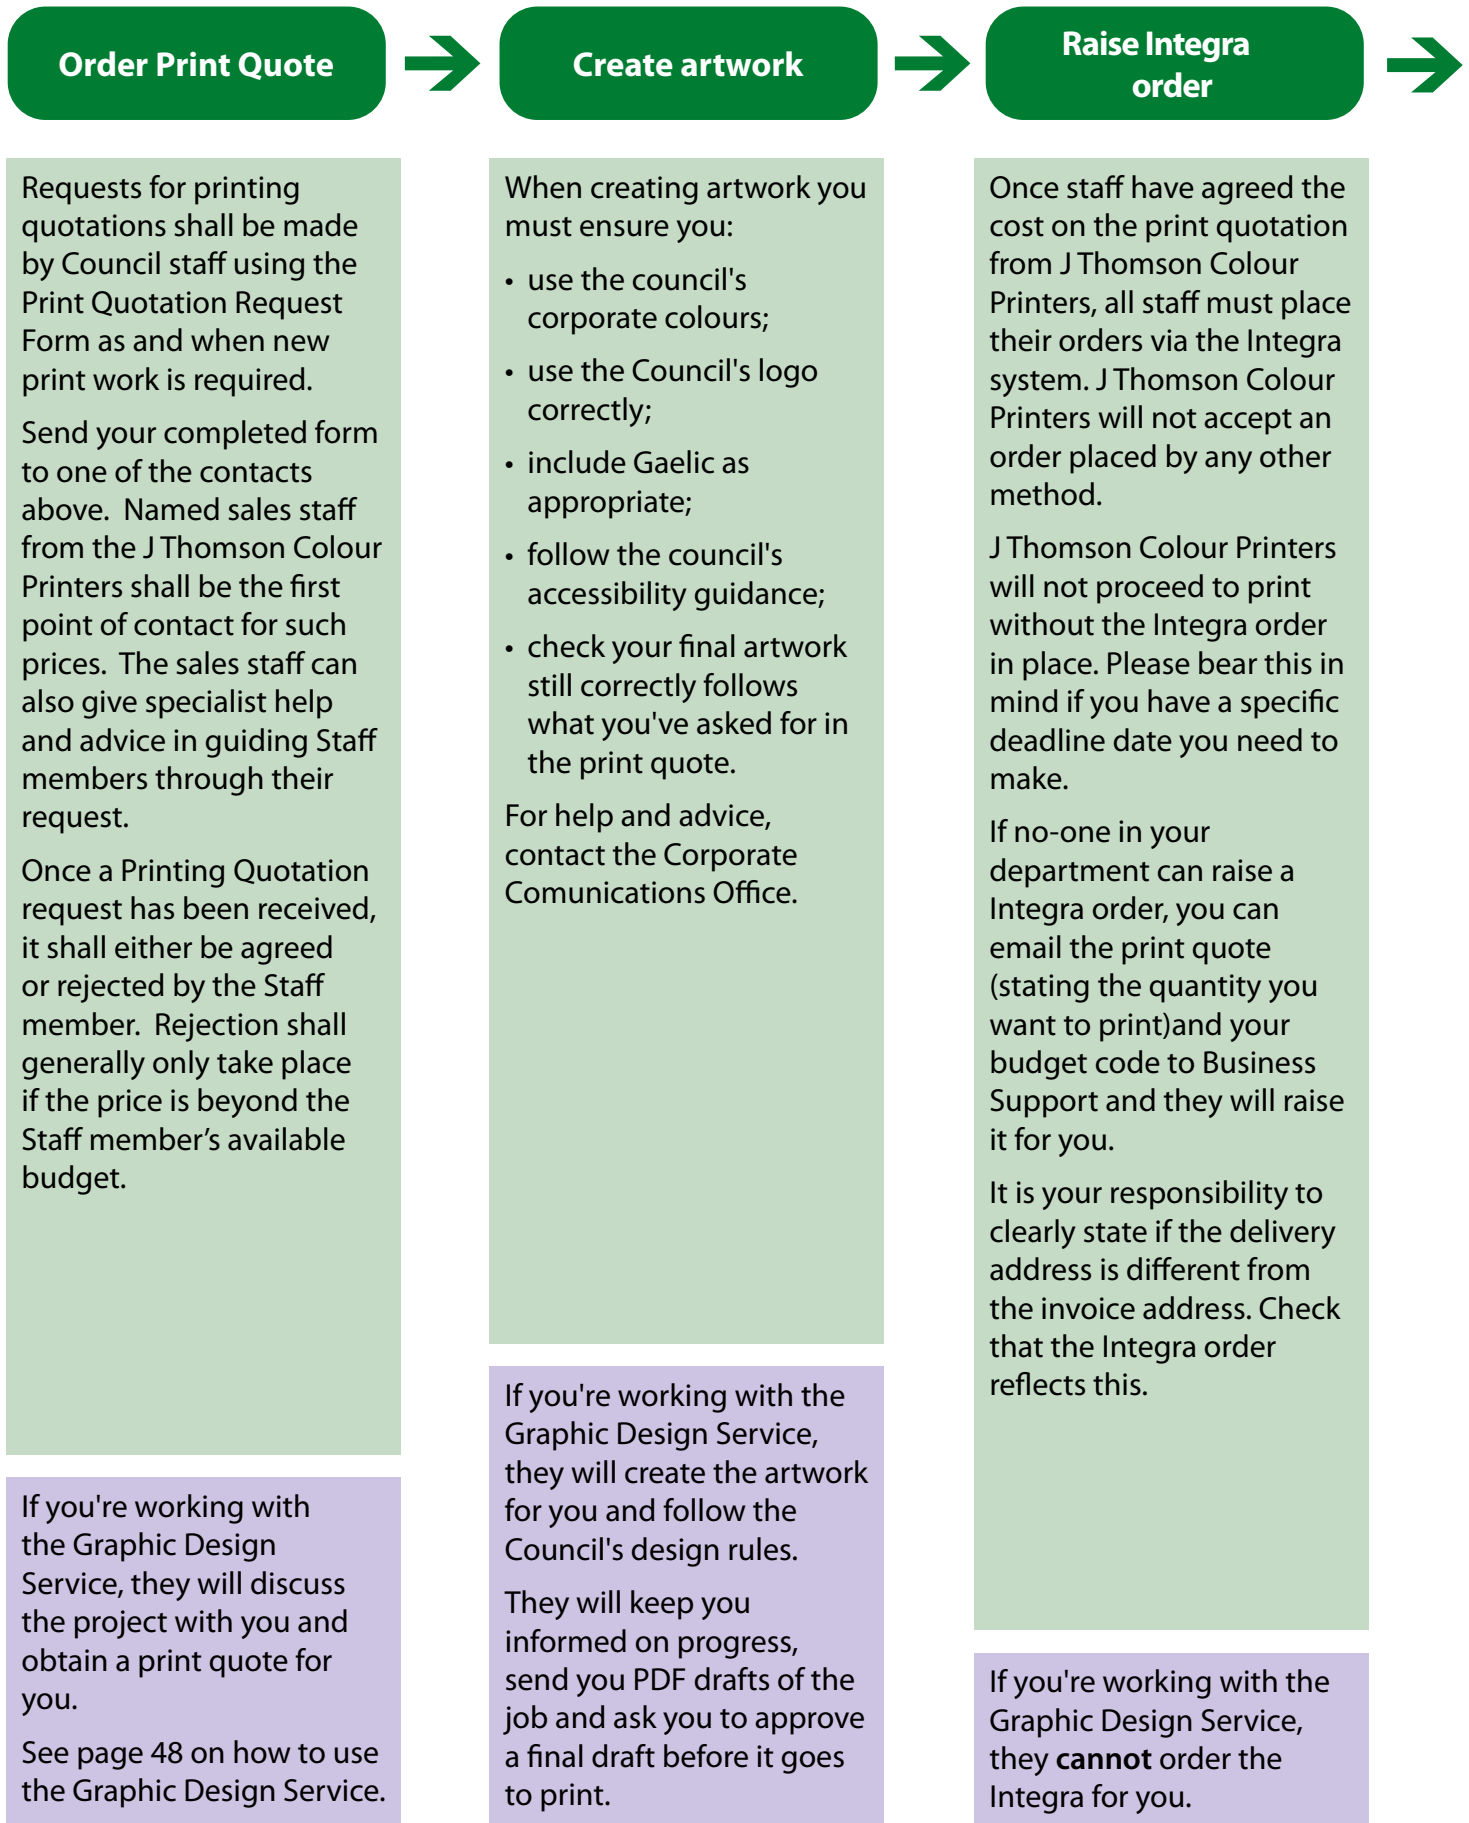 Order Print Quote
Create artwork
Raise Integra
order
Requests for printing
quotations shall be made
by Council staff using the
Print Quotation Request
Form as and when new
print work is required.
Send your completed form
to one of the contacts
above.  Named sales staff
from the J Thomson Colour
Printers shall be the first
point of contact for such
prices.  The sales staff can
also give specialist help
and advice in guiding Staff
members through their
request.
Once a Printing Quotation
request has been received,
it shall either be agreed
or rejected by the Staff
member.  Rejection shall
generally only take place
if the price is beyond the
Staff member’s available
budget.
If you're working with
the Graphic Design
Service, they will discuss
the project with you and
obtain a print quote for
you.
See page 48 on how to use
the Graphic Design Service.
When creating artwork you
must ensure you:
• use the council's
corporate colours;
• use the Council's logo
correctly;
• include Gaelic as
appropriate;
• follow the council's
accessibility guidance;
• check your final artwork
still correctly follows
what you've asked for in
the print quote.
For help and advice,
contact the Corporate
Comunications Office.
If you're working with the
Graphic Design Service,
they will create the artwork
for you and follow the
Council's design rules.
They will keep you
informed on progress,
send you PDF drafts of the
job and ask you to approve
a final draft before it goes
to print.
Once staff have agreed the
cost on the print quotation
from J Thomson Colour
Printers, all staff must place
their orders via the Integra
system. J Thomson Colour
Printers will not accept an
order placed by any other
method.
J Thomson Colour Printers
will not proceed to print
without the Integra order
in place. Please bear this in
mind if you have a specific
deadline date you need to
make.
If no-one in your
department can raise a
Integra order, you can
email the print quote
(stating the quantity you
want to print)and your
budget code to Business
Support and they will raise
it for you.
It is your responsibility to
clearly state if the delivery
address is different from
the invoice address. Check
that the Integra order
reflects this.
If you're working with the
Graphic Design Service,
they cannot order the
Integra for you.